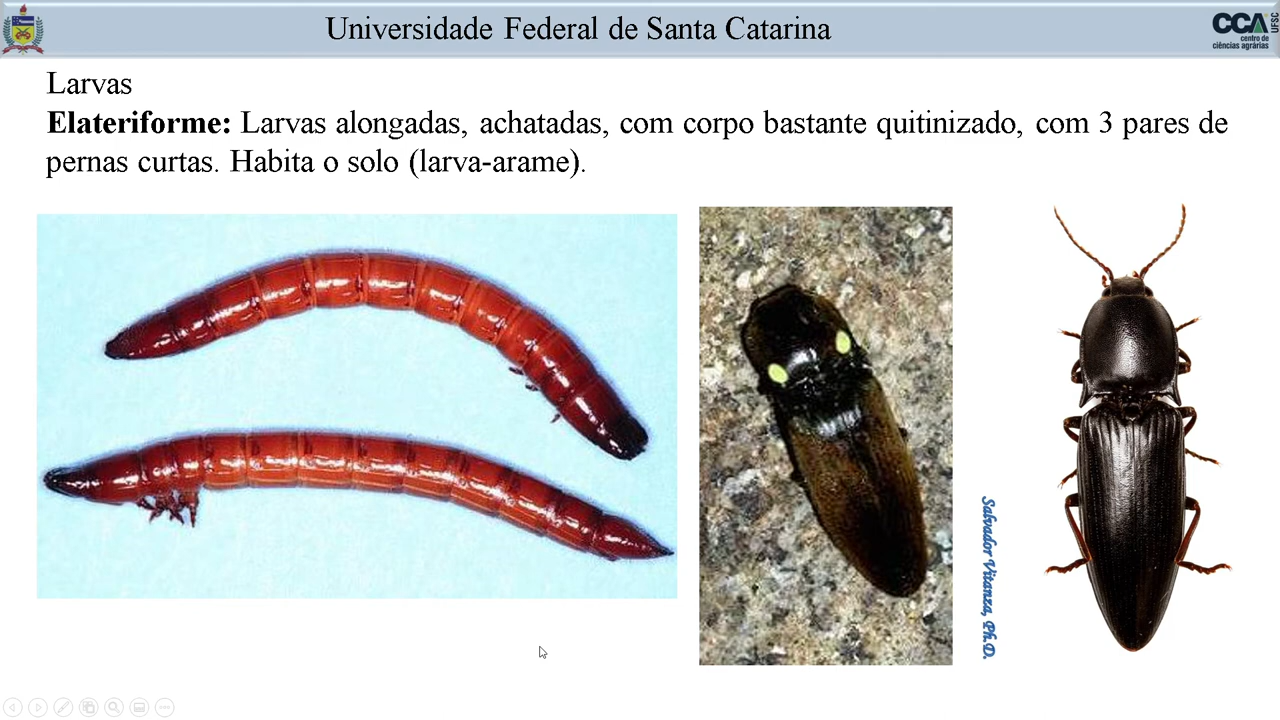 Universidade Federal de Santa Catarina
CCA
UFSC
centro de
ciências agrárias
Larvas
Elateriforme: Larvas alongadas, achatadas, com corpo bastante quitinizado, com 3 pares de
pernas curtas. Habita o solo (larva-arame).
Salvador Vitanza, Ph.D.